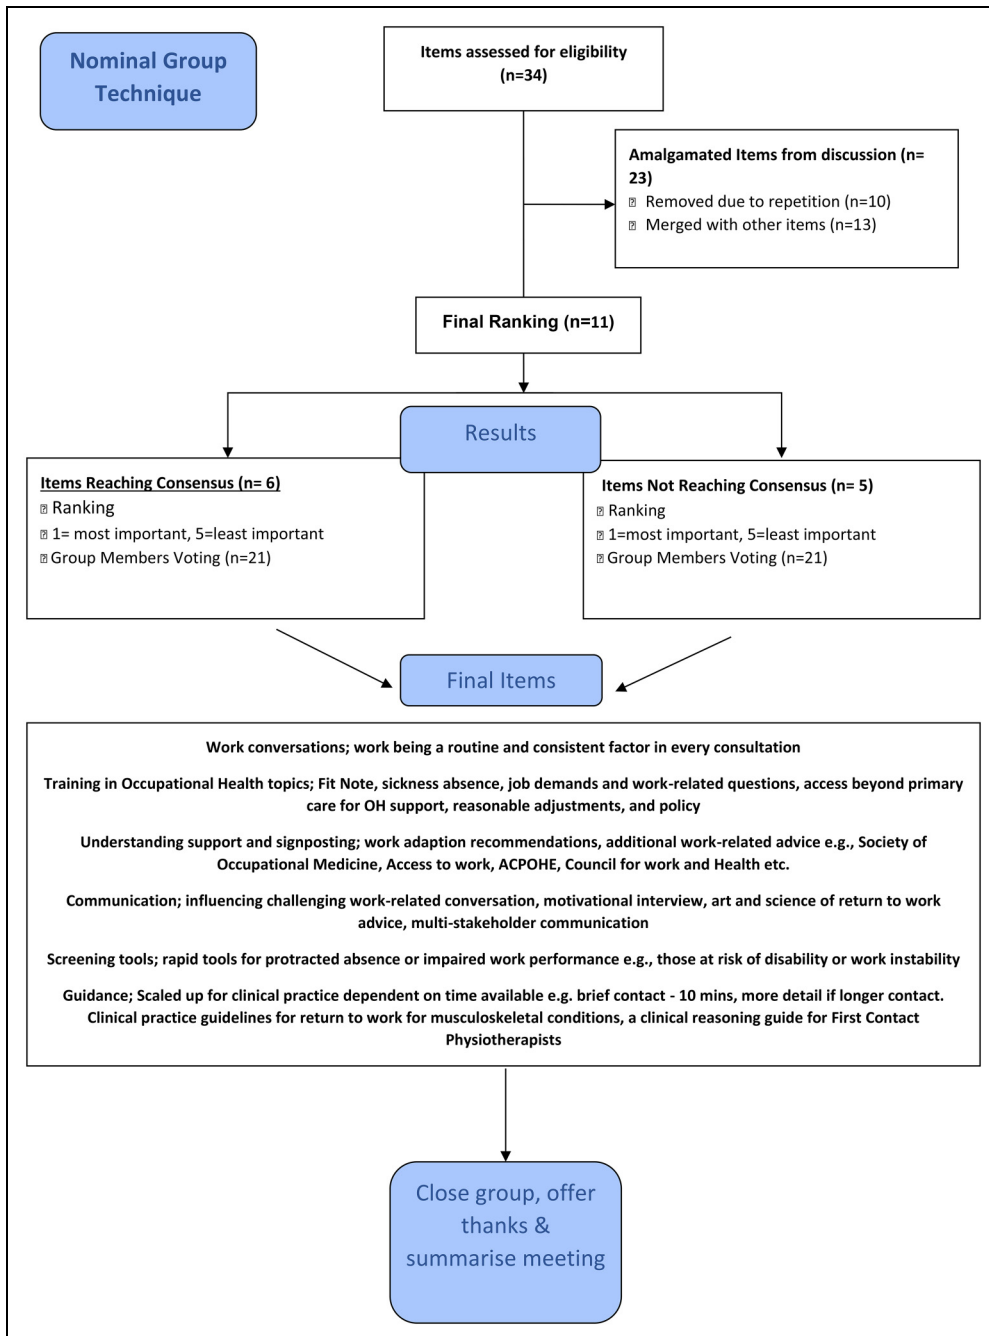 Nominal Group
Technique
Items assessed for eligibility
(n=34)
Amalgamated Items from discussion (n=
23)
Removed due to repetition (n=10)
Merged with other items (n=13)
Final Ranking (n=11)
Results
Items Reaching Consensus (n= 6)
Ranking
1= most important, 5=least important
Group Members Voting (n=21)
Items Not Reaching Consensus (n= 5)
Ranking
1=most important, 5=least important
Group Members Voting (n=21)
Final Items
Work conversations; work being a routine and consistent factor in every consultation
Training in Occupational Health topics; Fit Note, sickness absence, job demands and work-related questions, access beyond primary
care for OH support, reasonable adjustments, and policy
Understanding support and signposting; work adaption recommendations, additional work-related advice e.g., Society of
Occupational Medicine, Access to work, ACPOHE, Council for work and Health etc.
Communication; influencing challenging work-related conversation, motivational interview, art and science of return to work
advice, multi-stakeholder communication
Screening tools; rapid tools for protracted absence or impaired work performance e.g., those at risk of disability or work instability
Guidance; Scaled up for clinical practice dependent on time available e.g. brief contact - 10 mins, more detail if longer contact.
Clinical practice guidelines for return to work for musculoskeletal conditions, a clinical reasoning guide for First Contact
Physiotherapists
Close group, offer
thanks &
summarise meeting